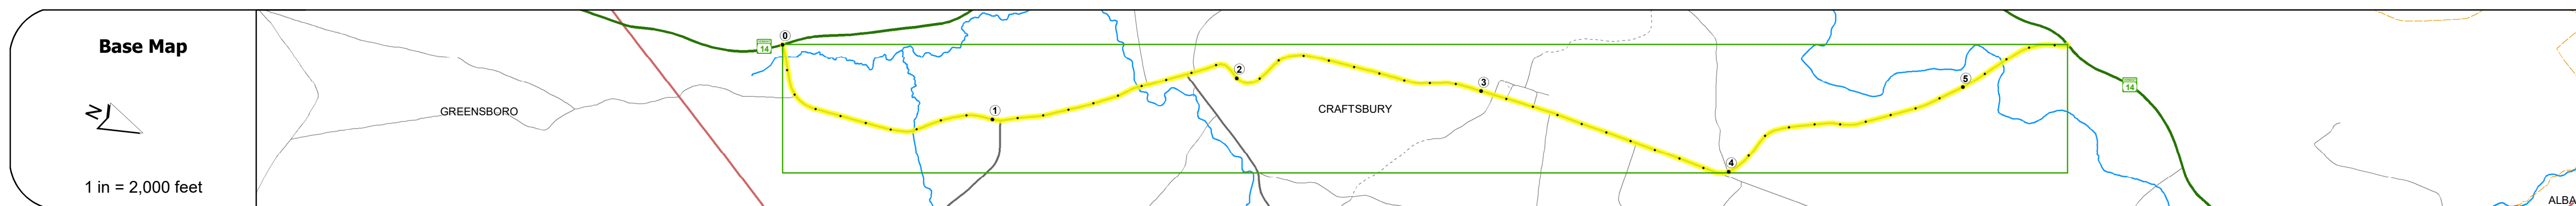 Base Map
N
1 in = 2,000 feet
GREENSBORO
14
0
1
2
3
CRAFTSBURY
4
5
14